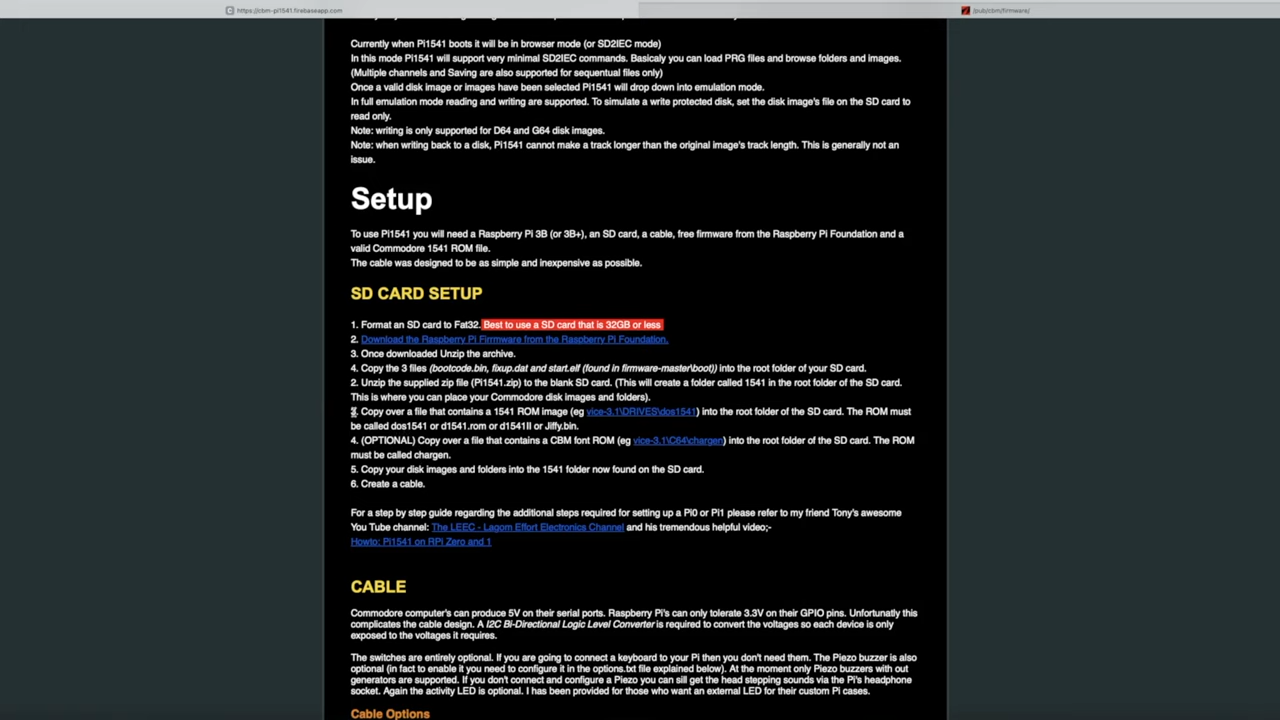 https://cbm-pi1541.firebaseapp.com
/pub/cbm/firmware/
Currently when Pi1541 boots it will be in browser mode (or SD2IEC mode)
In this mode Pi1541 will support very minimal SD2IEC commands. Basicaly you can load PRG files and browse folders and images.
(Multiple channels and Saving are also supported for sequentual files only)
Once a valid disk image or images have been selected Pi1541 will drop down into emulation mode.
In full emulation mode reading and writing are supported. To simulate a write protected disk, set the disk image's file on the SD card to
read only.
Note: writing is only supported for D64 and G64 disk images.
Note: when writing back to a disk, Pi1541 cannot make a track longer than the original image's track length. This is generally not an
issue.
Setup
To use Pi1541 you will need a Raspberry Pi 3B (or 3B+), an SD card, a cable, free firmware from the Raspberry Pi Foundation and a
valid Commodore 1541 ROM file.
The cable was designed to be as simple and inexpensive as possible.
SD CARD SETUP
1. Format an SD card to Fat32. Best to use a SD card that is 32GB or less
2. Download the Raspberry Pi Firrmware from the Raspberry Pi Foundation.
3. Once downloaded Unzip the archive.
4. Copy the 3 files (bootcode.bin, fixup.dat and start.elf (found in firmware-master\boot)) into the root folder of your SD card.
2. Unzip the supplied zip file (Pi1541.zip) to the blank SD card. (This will create a folder called 1541 in the root folder of the SD card.
This is where you can place your Commodore disk images and folders).
Copy over a file that contains a 1541 ROM image (eg vice-3.1\DRIVES\dos1541) into the root folder of the SD card. The ROM must
be called dos1541 or d1541.rom or d1541II or Jiffy.bin.
4. (OPTIONAL) Copy over a file that contains a CBM font ROM (eg vice-3.1\C64\chargen) into the root folder of the SD card. The ROM
must be called chargen.
5. Copy your disk images and folders into the 1541 folder now found on the SD card.
6. Create a cable.
For a step by step guide regarding the additional steps required for setting up a Pi0 or Pi1 please refer to my friend Tony's awesome
You Tube channel: The LEEC - Lagom Effort Electronics Channel and his tremendous helpful video;-
Howto: Pi1541 on RPi Zero and 1
CABLE
Commodore computer's can produce 5V on their serial ports. Raspberry Pi's can only tolerate 3.3V on their GPIO pins. Unfortunatly this
complicates the cable design. A I2C Bi-Directional Logic Level Converter is required to convert the voltages so each device is only
exposed to the voltages it requires.
The switches are entirely optional. If you are going to connect a keyboard to your Pi then you don't need them. The Piezo buzzer is also
optional (in fact to enable it you need to configure it in the options.txt file explained below). At the moment only Piezo buzzers with out
generators are supported. If you don't connect and configure a Piezo you can sill get the head stepping sounds via the Pi's headphone
socket. Again the activity LED is optional. I has been provided for those who want an external LED for their custom Pi cases.
Cable Options